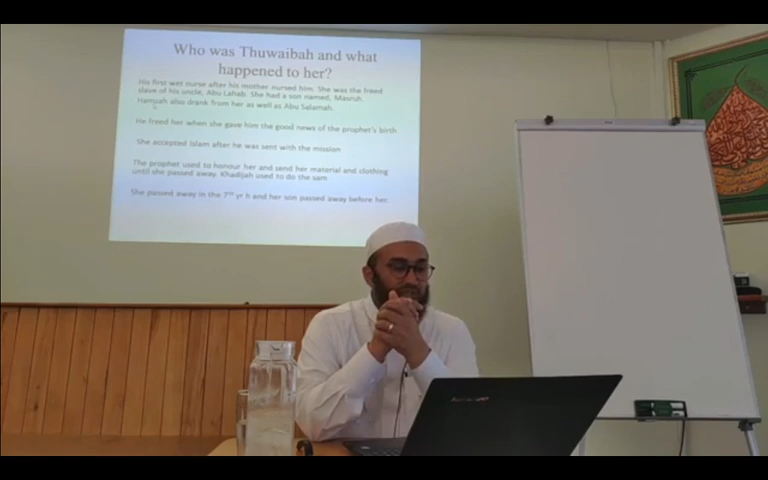 Who was Thuwaibah and what
happened to her?
His first wet nurse after his mother nursed him. She was the freed
slave of his uncle, Abu Lahab. She had a son named, Masruh.
Hamzah also drank from her as well as Abu Salamah.
He freed her when she gave him the good news of the prophet's birth
She accepted Islam after he was sent with the mission
The prophet used to honour her and send her material and clothing
until she passed away. Khadijah used to do the sam
She passed away in the 7th yr h and her son passed away before her.